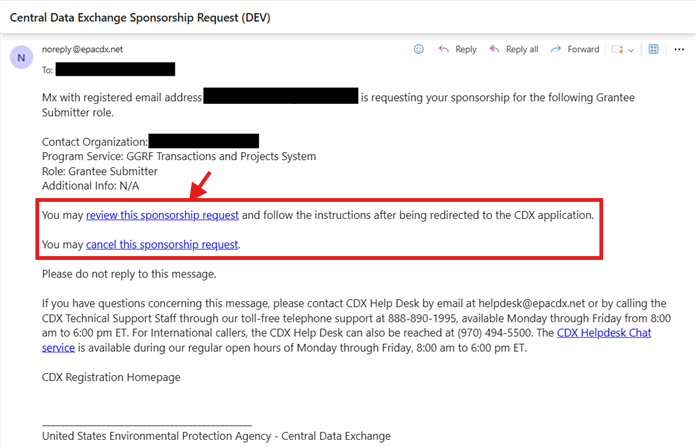 Central Data Exchange Sponsorship Request (DEV)
N
noreply@epacdx.net
Reply
Reply all
Forward
To:
Mx with registered email address is requesting your sponsorship for the following Grantee
Submitter role.
Contact Organization:
Program Service: GGRF Transactions and Projects System
Role: Grantee Submitter
Additional Info: N/A
You may review this sponsorship request and follow the instructions after being redirected to the CDX application.
You may cancel this sponsorship request.
Please do not reply to this message.
If you have questions concerning this message, please contact CDX Help Desk by email at helpdesk@epacdx.net or by calling the
CDX Technical Support Staff through our toll-free telephone support at 888-890-1995, available Monday through Friday from 8:00
am to 6:00 pm ET. For International callers, the CDX Help Desk can also be reached at (970) 494-5500. The CDX Helpdesk Chat
service is available during our regular open hours of Monday through Friday, 8:00 am to 6:00 pm ET.
CDX Registration Homepage
United States Environmental Protection Agency - Central Data Exchange